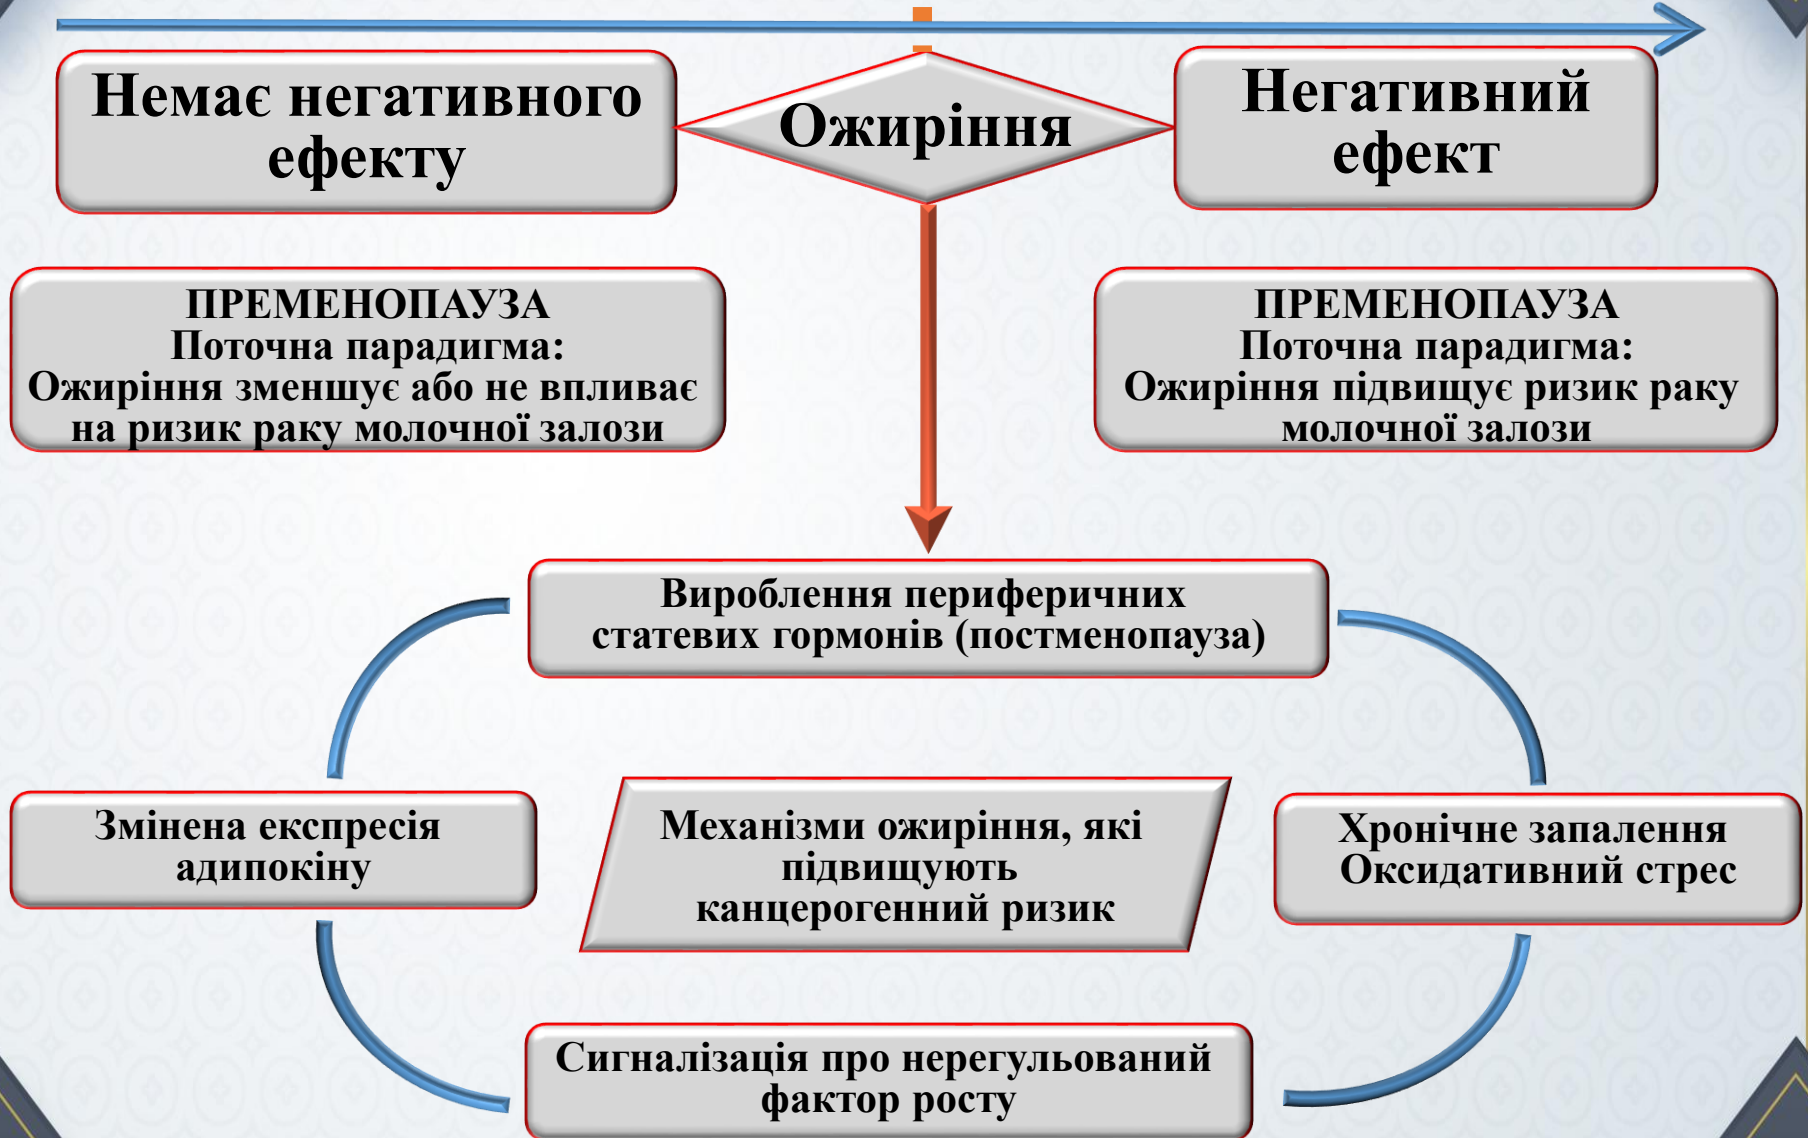 Немає негативного
ефекту
Ожиріння
Негативний
ефект
ПРЕМЕНОПАУЗА
Поточна парадигма:
Ожиріння зменшує або не впливає
на ризик раку молочної залози
ПРЕМЕНОПАУЗА
Поточна парадигма:
Ожиріння підвищує ризик раку
молочної залози
Вироблення периферичних
статевих гормонів (постменопауза)
Змінена експресія
адипокіну
Механізми ожиріння, які
підвищують
канцерогенний ризик
Хронічне запалення
Оксидативний стрес
Сигналізація про нерегульований
фактор росту